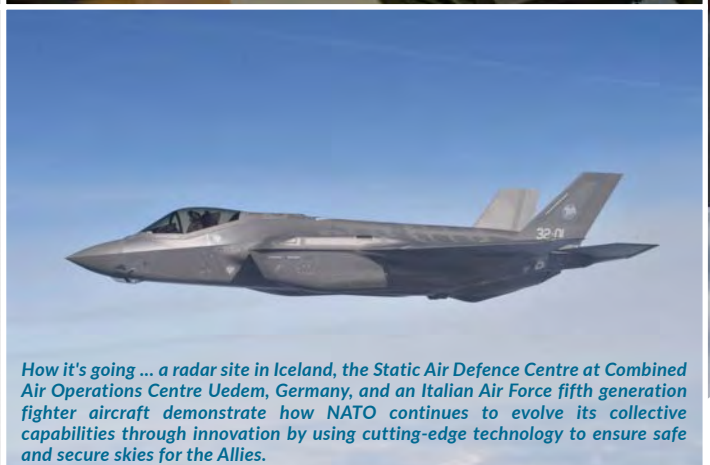 32-01
How it's going ... a radar site in Iceland, the Static Air Defence Centre at Combined
Air Operations Centre Uedem, Germany, and an Italian Air Force fifth generation
fighter aircraft demonstrate how NATO continues to evolve its collective
capabilities through innovation by using cutting-edge technology to ensure safe
and secure skies for the Allies.